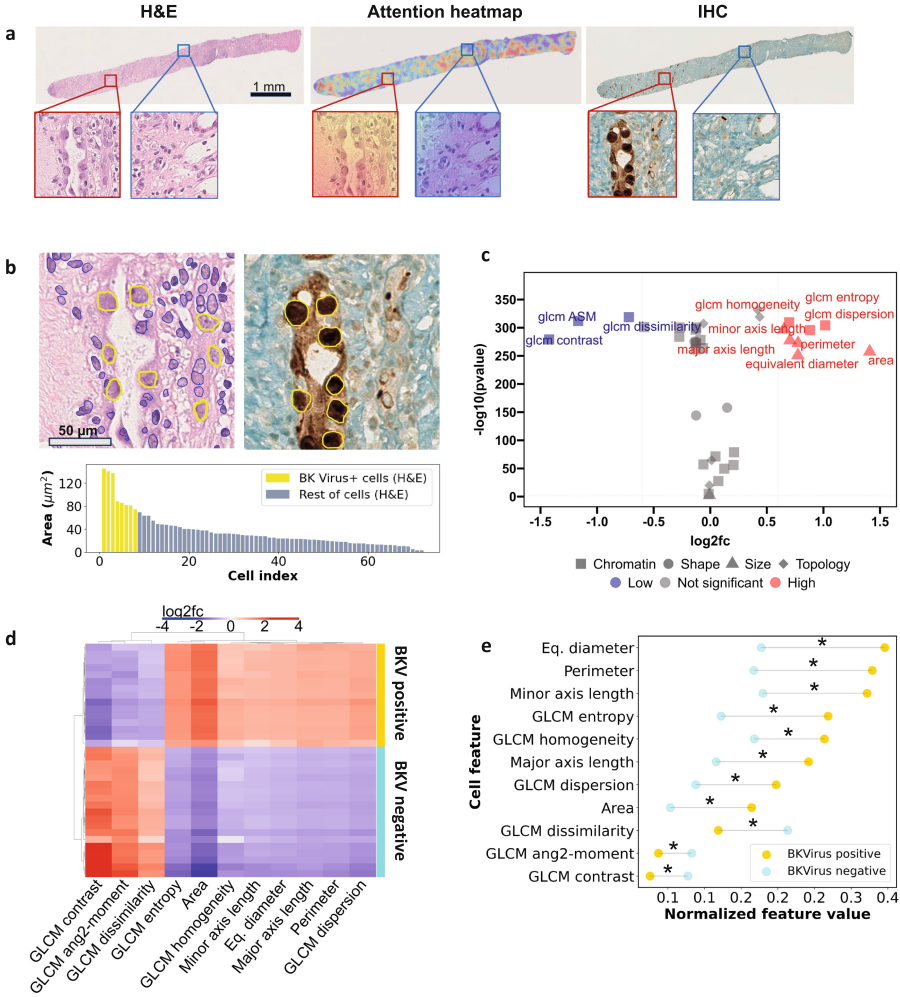 H&E
Attention heatmap
IHC
a
1 mm
b
50 µm
Area (µm²)
120
80
40
0
BK Virus+ cells (H&E)
Rest of cells (H&E)
0
20
40
60
Cell index
c
-log10(pvalue)
350
300
250
150
100
50
0
glcm ASM
glcm contrast
glcm dissimilarity
glcm homogeneity
glcm entropy
glcm dispersion
minor axis length
perimeter
major axis length
equivalent diameter
area
-1.5
-1.0
-0.5
0.0
0.5
1.0
1.5
log2fc
Chromatin
Shape
Size
Topology
Low
Not significant
High
d
log2fc
-4
-2
0
2
4
BKV positive
BKV negative
GLCM contrast
GLCM ang2-moment
GLCM dissimilarity
GLCM entropy
Area
GLCM homogeneity
Minor axis length
Eq. diameter
Major axis length
Perimeter
GLCM dispersion
e
Cell feature
Eq. diameter
*
Perimeter
*
Minor axis length
*
GLCM entropy
*
GLCM homogeneity
*
Major axis length
*
GLCM dispersion
*
Area
*
GLCM dissimilarity
*
GLCM ang2-moment
*
GLCM contrast
*
BKVirus positive
BKVirus negative
0.1
0.1
0.2
0.2
0.2
0.3
0.4
Normalized feature value